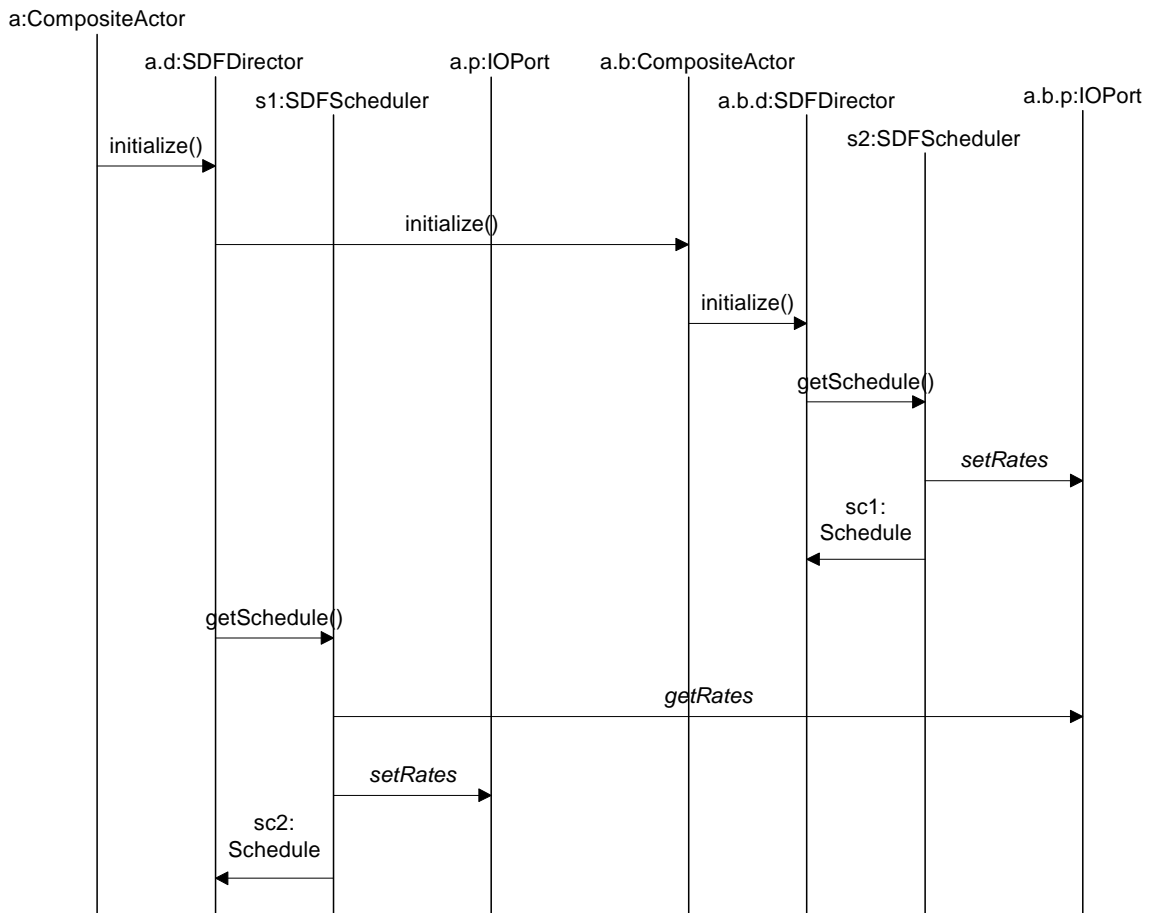 a:CompositeActor
a.d:SDFDirector
a.p:IOPort
a.b:CompositeActor
s1:SDFScheduler
a.b.d:SDFDirector
a.b.p:IOPort
s2:SDFScheduler
initialize()
initialize()
initialize()
getSchedule()
setRates
sc1:
Schedule
getSchedule()
getRates
setRates
sc2:
Schedule